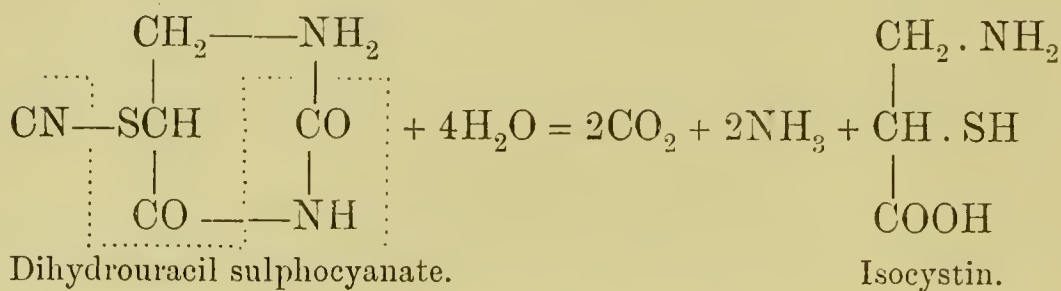 CH₂——NH₂ CH₂ . NH₂
CN—SCH CO + 4H₂O = 2CO₂ + 2NH₃ + CH . SH
CO——NH COOH
Dihydrouracil sulphocyanate. Isocystin.